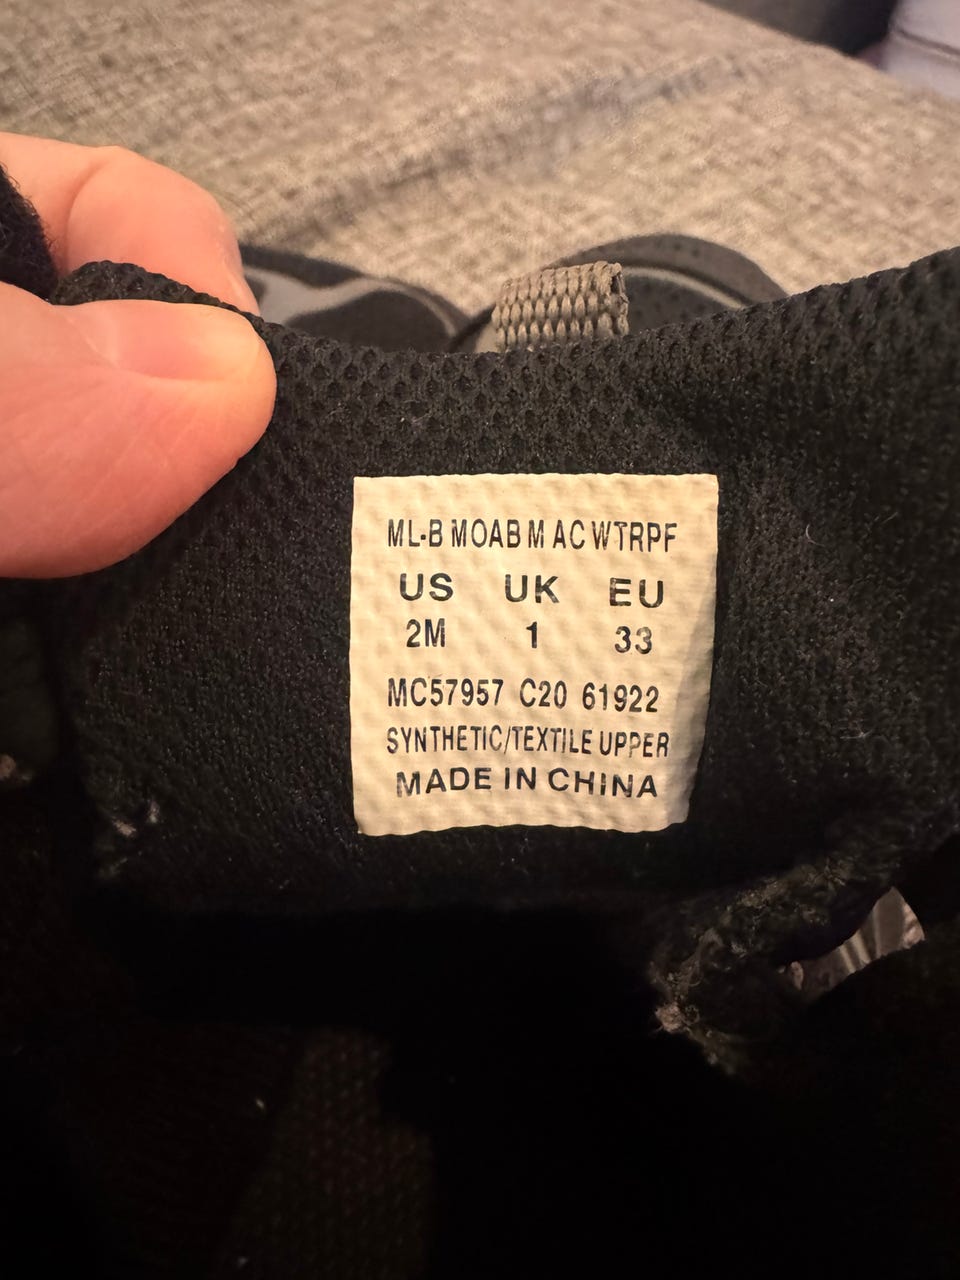 ML-B MOAB M AC WTRPF
US UK EU
2M 1 33
MC57957 C20 61922
SYNTHETIC/TEXTILE UPPER
MADE IN CHINA